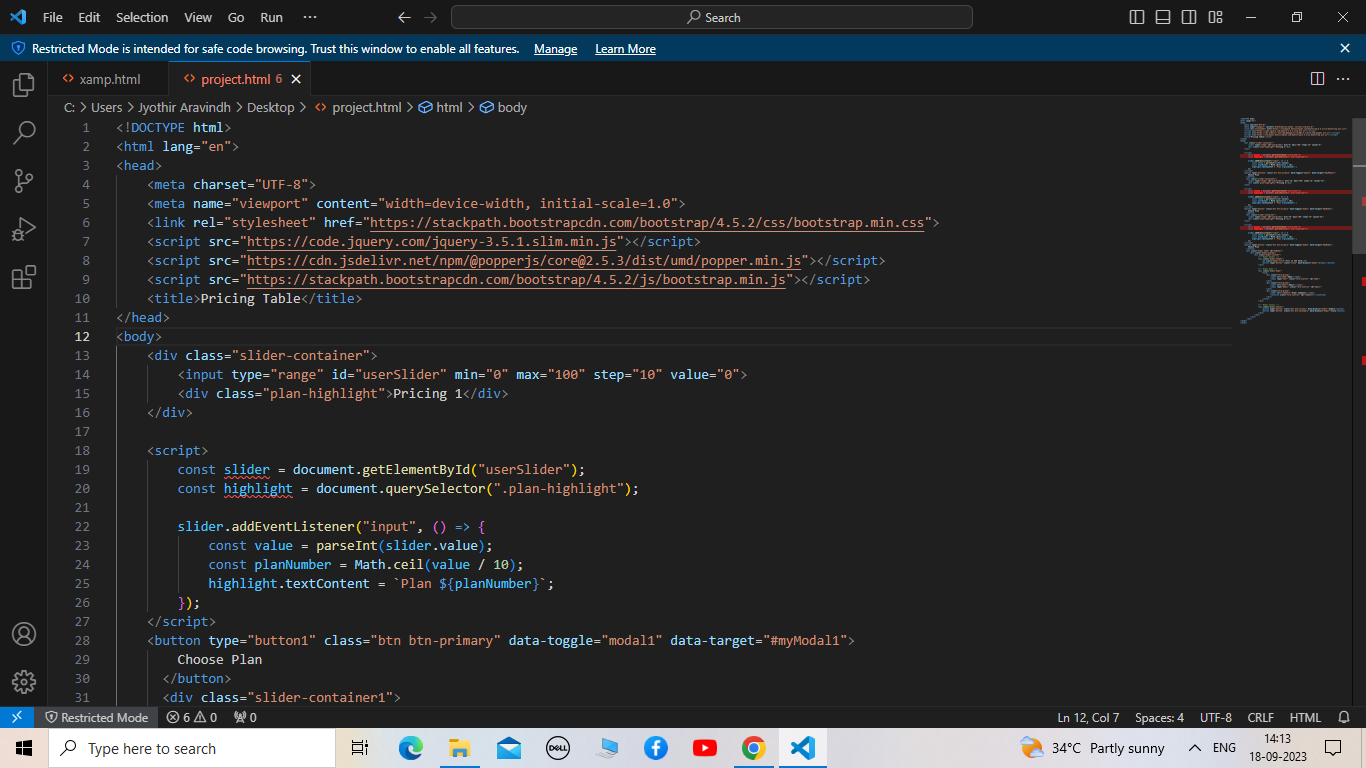 File Edit Selection View Go Run ··· Search
Restricted Mode is intended for safe code browsing. Trust this window to enable all features. Manage Learn More
xamp.html project.html 6
C: > Users > Jyothir Aravindh > Desktop > project.html > html > body
1 <!DOCTYPE html>
2 <html lang="en">
3 <head>
4 <meta charset="UTF-8">
5 <meta name="viewport" content="width=device-width, initial-scale=1.0">
6 <link rel="stylesheet" href="https://stackpath.bootstrapcdn.com/bootstrap/4.5.2/css/bootstrap.min.css">
7 <script src="https://code.jquery.com/jquery-3.5.1.slim.min.js"></script>
8 <script src="https://cdn.jsdelivr.net/npm/@popperjs/core@2.5.3/dist/umd/popper.min.js"></script>
9 <script src="https://stackpath.bootstrapcdn.com/bootstrap/4.5.2/js/bootstrap.min.js"></script>
10 <title>Pricing Table</title>
11 </head>
12 <body>
13 <div class="slider-container">
14 <input type="range" id="userSlider" min="0" max="100" step="10" value="0">
15 <div class="plan-highlight">Pricing 1</div>
16 </div>
17
18 <script>
19 const slider = document.getElementById("userSlider");
20 const highlight = document.querySelector(".plan-highlight");
21
22 slider.addEventListener("input", () => {
23 const value = parseInt(slider.value);
24 const planNumber = Math.ceil(value / 10);
25 highlight.textContent = `Plan ${planNumber}`;
26 });
27 </script>
28 <button type="button1" class="btn btn-primary" data-toggle="modal1" data-target="#myModal1">
29 Choose Plan
30 </button>
31 <div class="slider-container1">
Restricted Mode 6 0 0 Ln 12, Col 7 Spaces: 4 UTF-8 CRLF HTML
Type here to search DELL 34°C Partly sunny ENG 14:13
18-09-2023